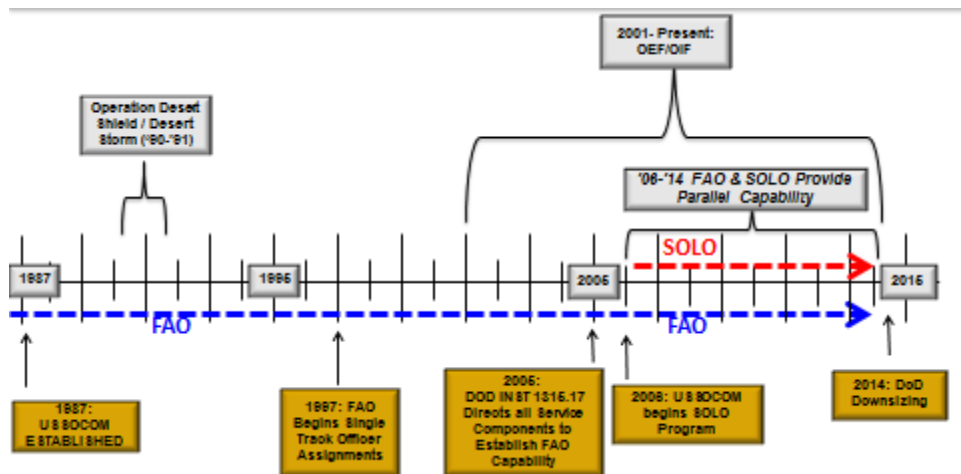 2001- Present:
OEF/OIF
Operation Desert
Shield / Desert
Storm ('90-'91)
'06-'14 FAO & SOLO Provide
Parallel Capability
SOLO
1987
1995
2005
2015
FAO
FAO
1987:
USSOCOM
ESTABLISHED
1997: FAO
Begins Single
Track Officer
Assignments
2005:
DOD INST 1315.17
Directs all Service
Components to
Establish FAO
Capability
2006: USSOCOM
begins SOLO
Program
2014: DoD
Downsizing